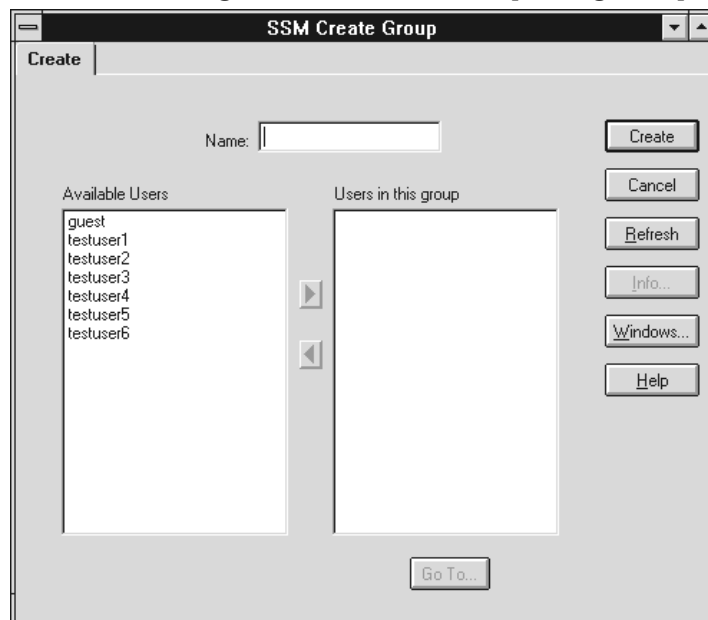 SSM Create Group
Create
Name:
Create
Available Users
Users in this group
Cancel
guest
testuser1
testuser2
testuser3
testuser4
testuser5
testuser6
Refresh
Info...
Windows...
Help
Go To...